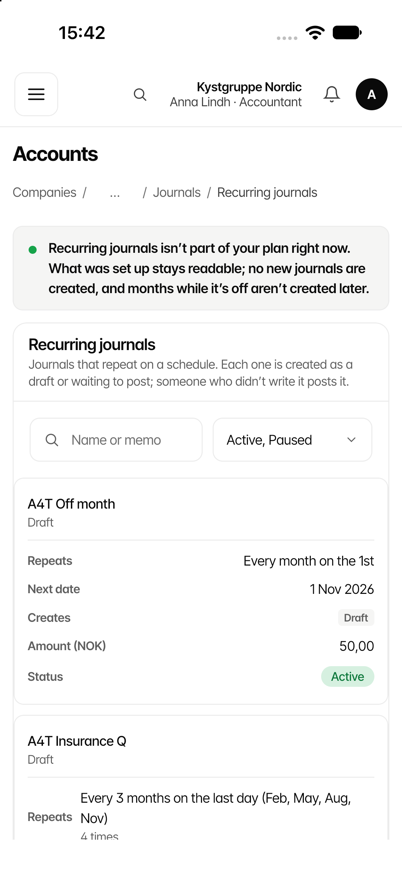 15:42
Kystgruppe Nordic
Anna Lindh · Accountant
A
Accounts
Companies / ... / Journals / Recurring journals
Recurring journals isn’t part of your plan right now.
What was set up stays readable; no new journals are
created, and months while it’s off aren’t created later.
Recurring journals
Journals that repeat on a schedule. Each one is created as a
draft or waiting to post; someone who didn’t write it posts it.
Name or memo
Active, Paused
A4T Off month
Draft
Repeats Every month on the 1st
Next date 1 Nov 2026
Creates Draft
Amount (NOK) 50,00
Status Active
A4T Insurance Q
Draft
Repeats Every 3 months on the last day (Feb, May, Aug,
Nov)
4 times